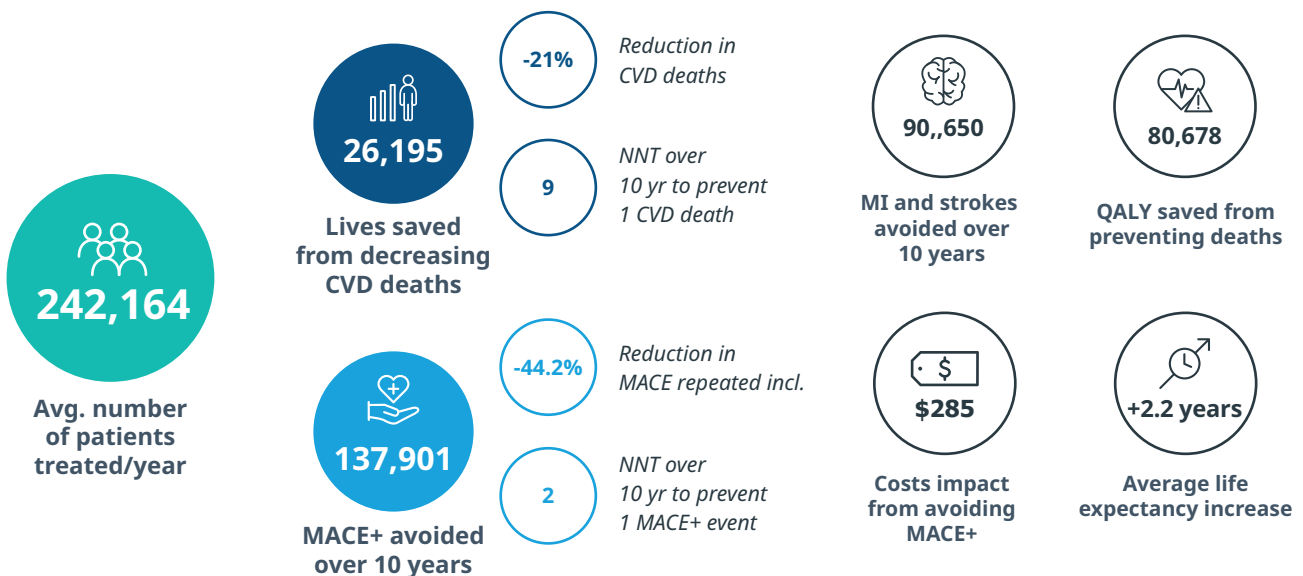 242,164
Avg. number
of patients
treated/year
26,195
Lives saved
from decreasing
CVD deaths
-21%
Reduction in
CVD deaths
9
NNT over
10 yr to prevent
1 CVD death
137,901
MACE+ avoided
over 10 years
-44.2%
Reduction in
MACE repeated incl.
2
NNT over
10 yr to prevent
1 MACE+ event
90,,650
MI and strokes
avoided over
10 years
80,678
QALY saved from
preventing deaths
$
$285
Costs impact
from avoiding
MACE+
+2.2 years
Average life
expectancy increase